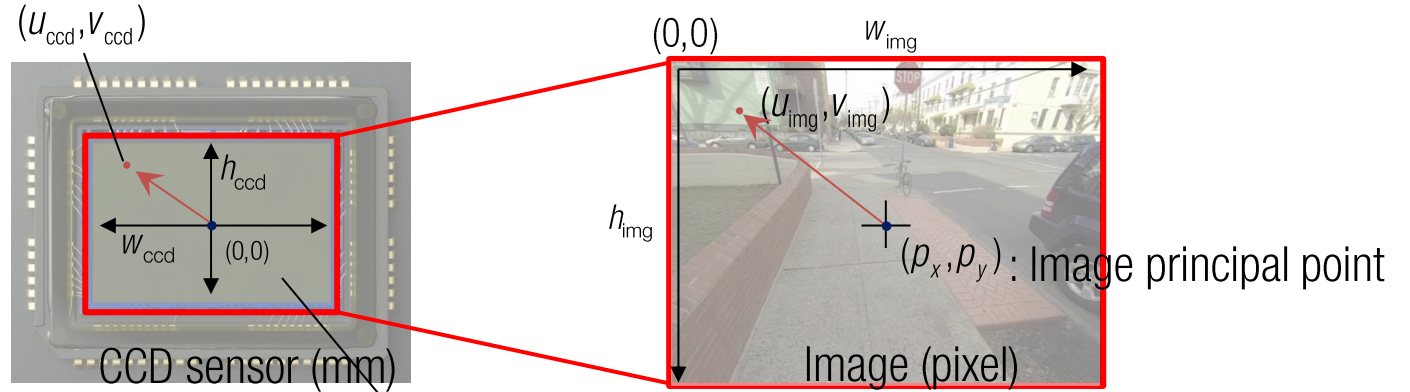 (u_ccd,v_ccd)
(0,0)
w_img
STOP
(u_img,v_img)
h_ccd
h_img
w_ccd
(0,0)
(p_x,p_y) : Image principal point
CCD sensor (mm)
Image (pixel)